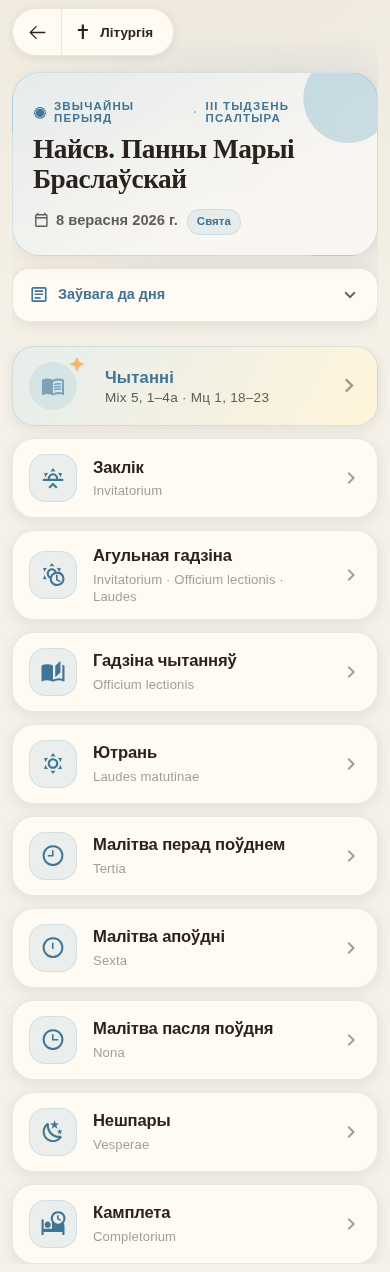 Літургія
ЗВЫЧАЙНЫ ПЕРЫЯД · III ТЫДЗЕНЬ ПСАЛТЫРА
Найсв. Панны Марыі
Браслаўскай
8 верасня 2026 г. Свята
Заўвага да дня
Чытанні
Міх 5, 1–4а · Мц 1, 18–23
Заклік
Invitatorium
Агульная гадзіна
Invitatorium · Officium lectionis ·
Laudes
Гадзіна чытанняў
Officium lectionis
Ютрань
Laudes matutinae
Малітва перад поўднем
Tertia
Малітва апоўдні
Sexta
Малітва пасля поўдня
Nona
Нешпары
Vesperae
Камплета
Completorium